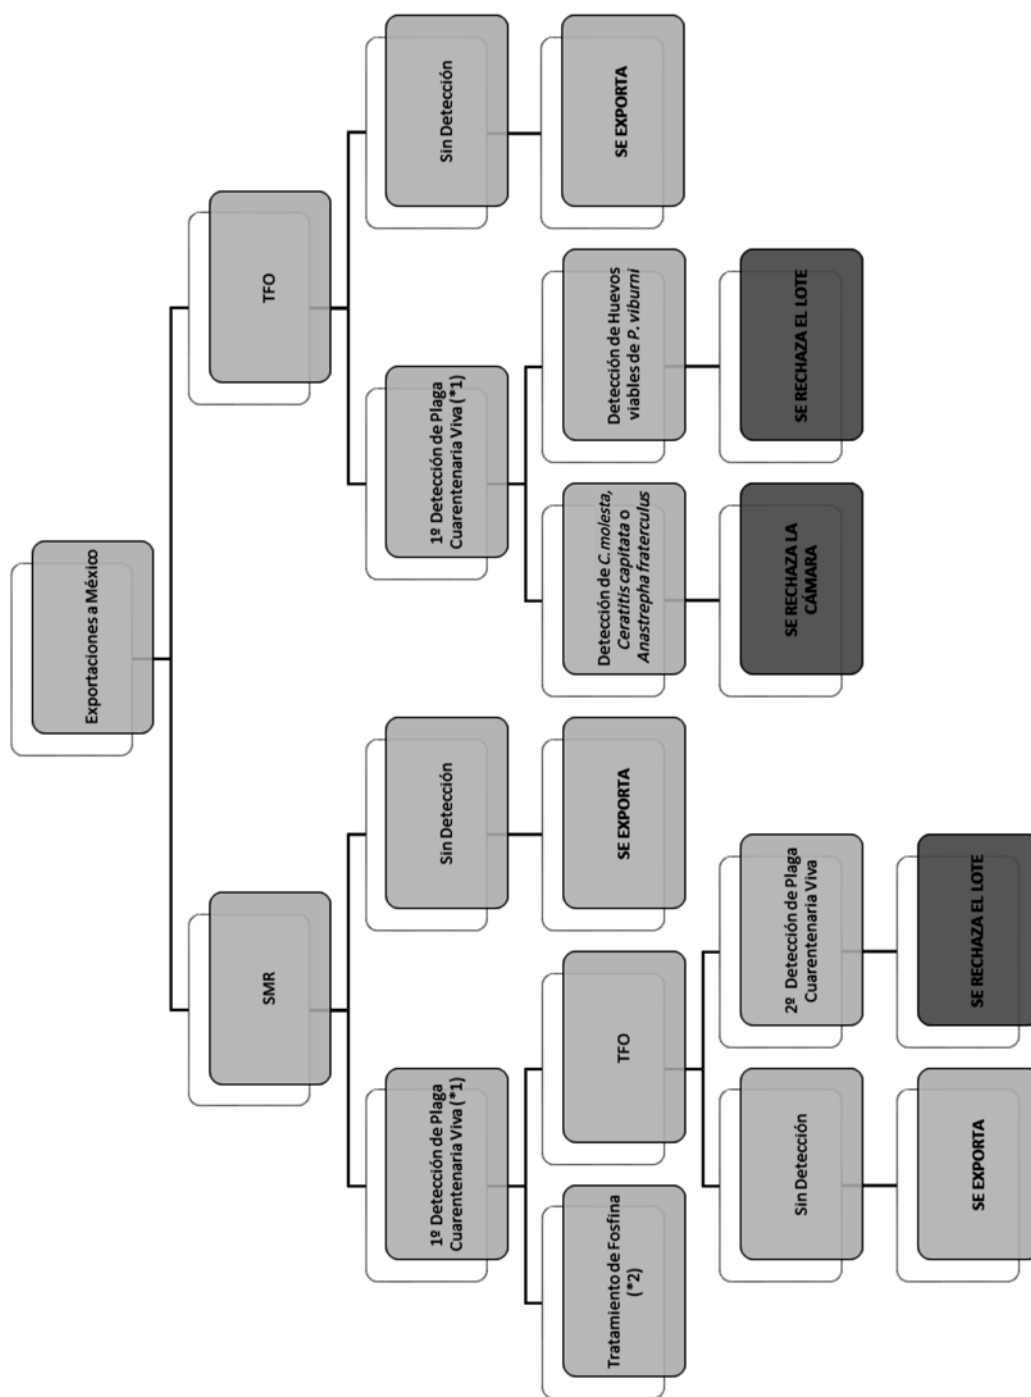 Exportaciones a México
SMR
TFO
1º Detección de Plaga
Cuarentenaria Viva (*1)
Sin Detección
1º Detección de Plaga
Cuarentenaria Viva (*1)
Sin Detección
Tratamiento de Fosfina
(*2)
TFO
SE EXPORTA
Detección de C. molesta,
Ceratitis capitata o
Anastrepha fraterculus
Detección de Huevos
viables de P. viburni
SE EXPORTA
Sin Detección
2º Detección de Plaga
Cuarentenaria Viva
SE RECHAZA LA
CÁMARA
SE RECHAZA EL LOTE
SE EXPORTA
SE RECHAZA EL LOTE